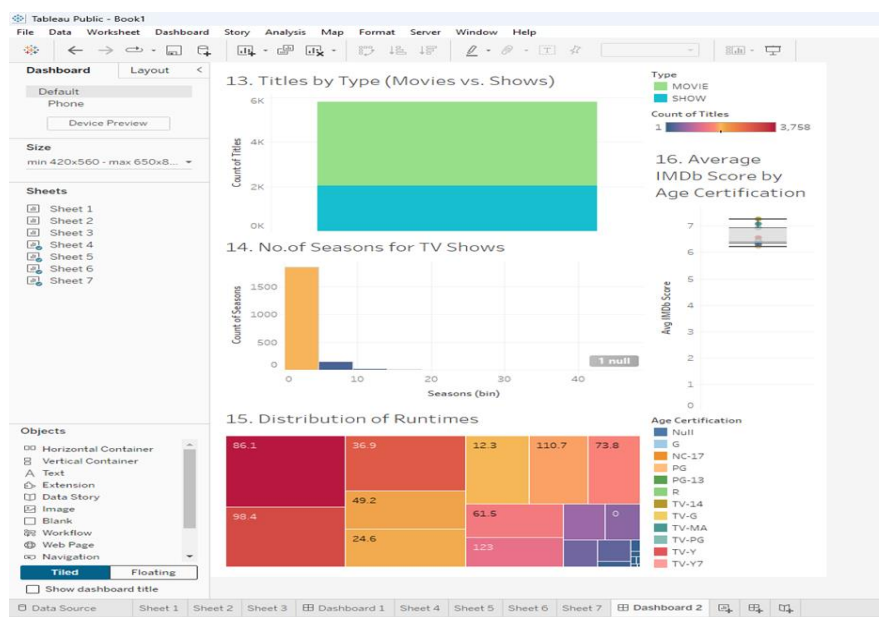 Tableau Public - Book1
File Data Worksheet Dashboard Story Analysis Map Format Server Window Help
Dashboard Layout
Default
Phone
Device Preview
Size
min 420x560 - max 650x8...
Sheets
Sheet 1
Sheet 2
Sheet 3
Sheet 4
Sheet 5
Sheet 6
Sheet 7
Objects
Horizontal Container
Vertical Container
Text
Extension
Data Story
Image
Blank
Workflow
Web Page
Navigation
Tiled Floating
Show dashboard title
13. Titles by Type (Movies vs. Shows)
Count of Titles
6K
4K
2K
0K
14. No.of Seasons for TV Shows
Count of Seasons
1500
1000
500
0
0 10 20 30 40
1 null
Seasons (bin)
15. Distribution of Runtimes
86.1 36.9 12.3 110.7 73.8
49.2
98.4 61.5 0
24.6 123
Type
MOVIE
SHOW
Count of Titles
1 3,758
16. Average
IMDb Score by
Age Certification
Avg IMDb Score
7
6
5
4
3
2
1
0
Age Certification
Null
G
NC-17
PG
PG-13
R
TV-14
TV-G
TV-MA
TV-PG
TV-Y
TV-Y7
Data Source Sheet 1 Sheet 2 Sheet 3 Dashboard 1 Sheet 4 Sheet 5 Sheet 6 Sheet 7 Dashboard 2